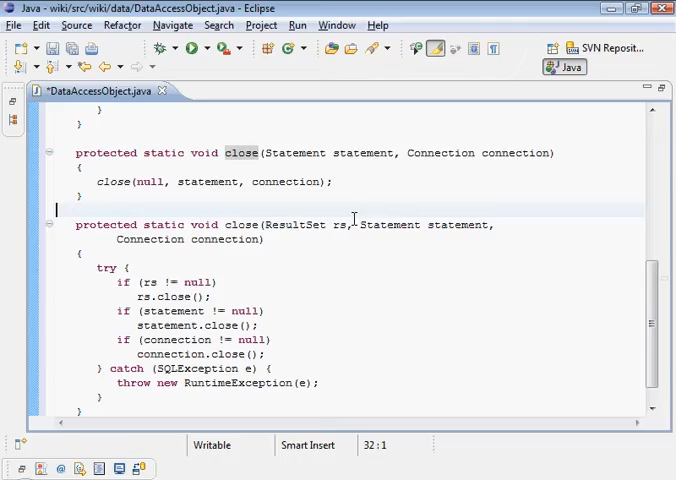 Java - wiki/src/wiki/data/DataAccessObject.java - Eclipse
File Edit Source Refactor Navigate Search Project Run Window Help
SVN Reposit...
Java
*DataAccessObject.java
}
}
protected static void close(Statement statement, Connection connection)
{
close(null, statement, connection);
}
protected static void close(ResultSet rs, Statement statement,
Connection connection)
{
try {
if (rs != null)
rs.close();
if (statement != null)
statement.close();
if (connection != null)
connection.close();
} catch (SQLException e) {
throw new RuntimeException(e);
}
}
Writable Smart Insert 32 : 1